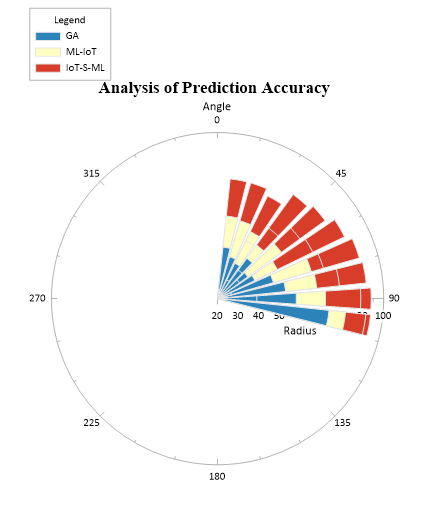 Legend
GA
ML-IoT
IoT-S-ML
Analysis of Prediction Accuracy
Angle
0
315
45
270
90
20 30 40 50 100
Radius
225
135
180